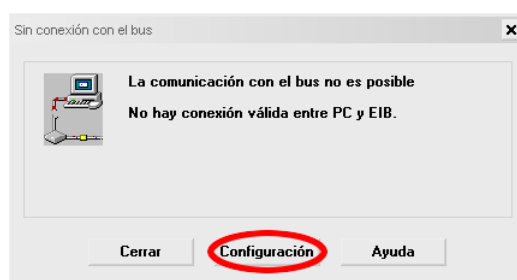 Sin conexión con el bus
La comunicación con el bus no es posible
No hay conexión válida entre PC y EIB.
Cerrar Configuración Ayuda